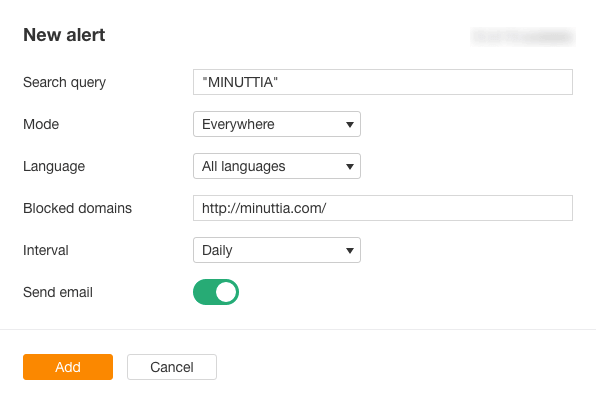 New alert
Search query "MINUTTIA"
Mode Everywhere
Language All languages
Blocked domains http://minuttia.com/
Interval Daily
Send email
Add Cancel